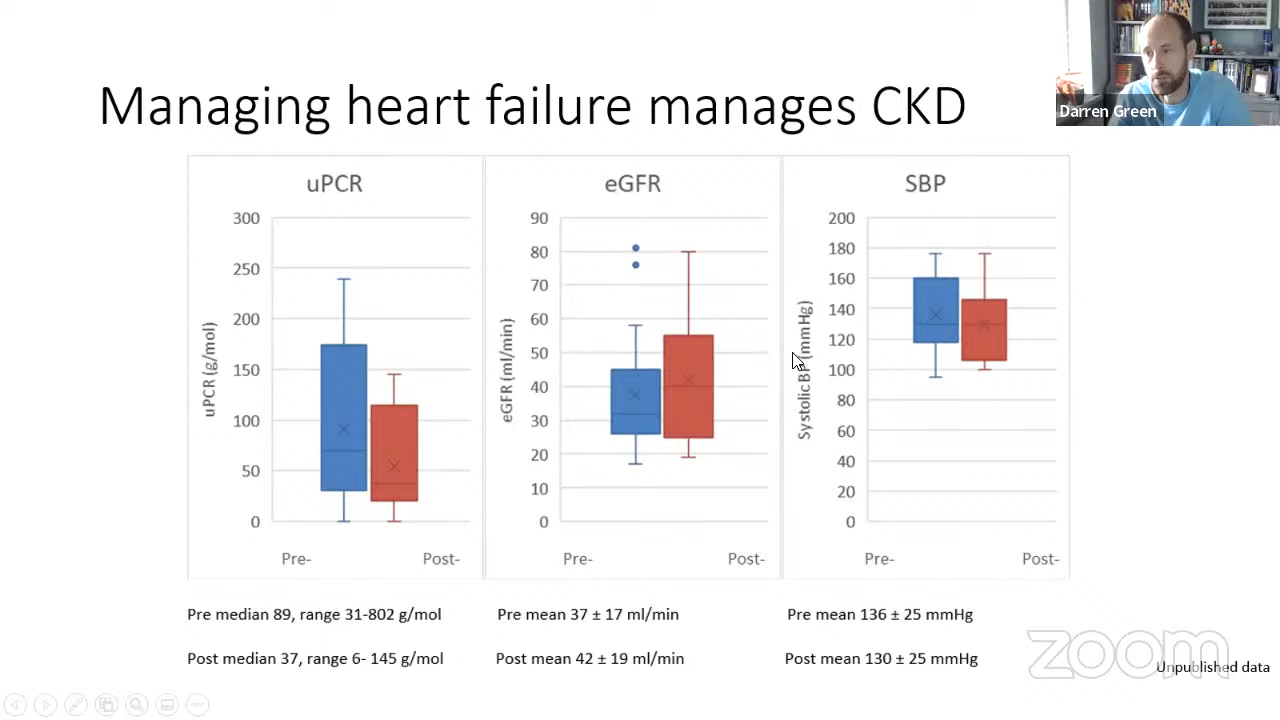 Managing heart failure manages CKD
Darren Green
uPCR
uPCR (g/mol)
300
250
200
150
100
50
0
Pre-
Post-
eGFR
eGFR (ml/min)
90
80
70
60
50
40
30
20
10
0
Pre-
Post-
SBP
Systolic BP (mmHg)
200
180
160
140
120
100
80
60
40
20
0
Pre-
Post-
Pre median 89, range 31-802 g/mol
Post median 37, range 6- 145 g/mol
Pre mean 37 ± 17 ml/min
Post mean 42 ± 19 ml/min
Pre mean 136 ± 25 mmHg
Post mean 130 ± 25 mmHg
zoom
Unpublished data